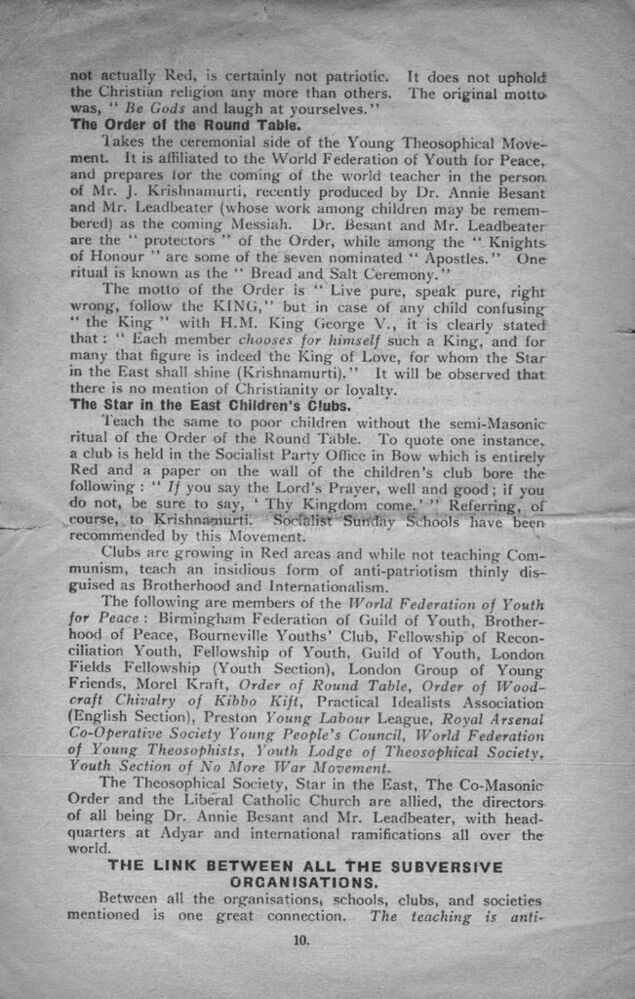 not actually Red, is certainly not patriotic. It does not uphold
the Christian religion any more than others. The original motto
was, " Be Gods and laugh at yourselves."
The Order of the Round Table.
Takes the ceremonial side of the Young Theosophical Move-
ment. It is affiliated to the World Federation of Youth for Peace,
and prepares for the coming of the world teacher in the person
of Mr. J. Krishnamurti, recently produced by Dr. Annie Besant
and Mr. Leadbeater (whose work among children may be remem-
bered) as the coming Messiah. Dr. Besant and Mr. Leadbeater
are the " protectors " of the Order, while among the " Knights
of Honour " are some of the seven nominated " Apostles." One
ritual is known as the " Bread and Salt Ceremony."
The motto of the Order is " Live pure, speak pure, right
wrong, follow the KING," but in case of any child confusing
" the King " with H.M. King George V., it is clearly stated
that : " Each member chooses for himself such a King, and for
many that figure is indeed the King of Love, for whom the Star
in the East shall shine (Krishnamurti)." It will be observed that
there is no mention of Christianity or loyalty.
The Star in the East Children's Clubs.
Teach the same to poor children without the semi-Masonic
ritual of the Order of the Round Table. To quote one instance,
a club is held in the Socialist Party Office in Bow which is entirely
Red and a paper on the wall of the children's club bore the
following : " If you say the Lord's Prayer, well and good ; if you
do not, be sure to say, ' Thy Kingdom come.' " Referring, of
course, to Krishnamurti. Socialist Sunday Schools have been
recommended by this Movement.
Clubs are growing in Red areas and while not teaching Com-
munism, teach an insidious form of anti-patriotism thinly dis-
guised as Brotherhood and Internationalism.
The following are members of the World Federation of Youth
for Peace : Birmingham Federation of Guild of Youth, Brother-
hood of Peace, Bourneville Youths' Club, Fellowship of Recon-
ciliation Youth, Fellowship of Youth, Guild of Youth, London
Fields Fellowship (Youth Section), London Group of Young
Friends, Morel Kraft, Order of Round Table, Order of Wood-
craft Chivalry of Kibbo Kift, Practical Idealists Association
(English Section), Preston Young Labour League, Royal Arsenal
Co-Operative Society Young People's Council, World Federation
of Young Theosophists, Youth Lodge of Theosophical Society,
Youth Section of No More War Movement.
The Theosophical Society, Star in the East, The Co-Masonic
Order and the Liberal Catholic Church are allied, the directors
of all being Dr. Annie Besant and Mr. Leadbeater, with head-
quarters at Adyar and international ramifications all over the
world.
THE LINK BETWEEN ALL THE SUBVERSIVE
ORGANISATIONS.
Between all the organisations, schools, clubs, and societies
mentioned is one great connection. The teaching is anti-
10.